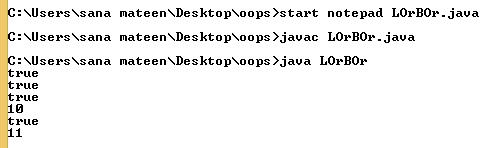 C:\Users\sana mateen\Desktop\oops>start notepad LOrBOr.java
C:\Users\sana mateen\Desktop\oops>javac LOrBOr.java
C:\Users\sana mateen\Desktop\oops>java LOrBOr
true
true
true
10
true
11